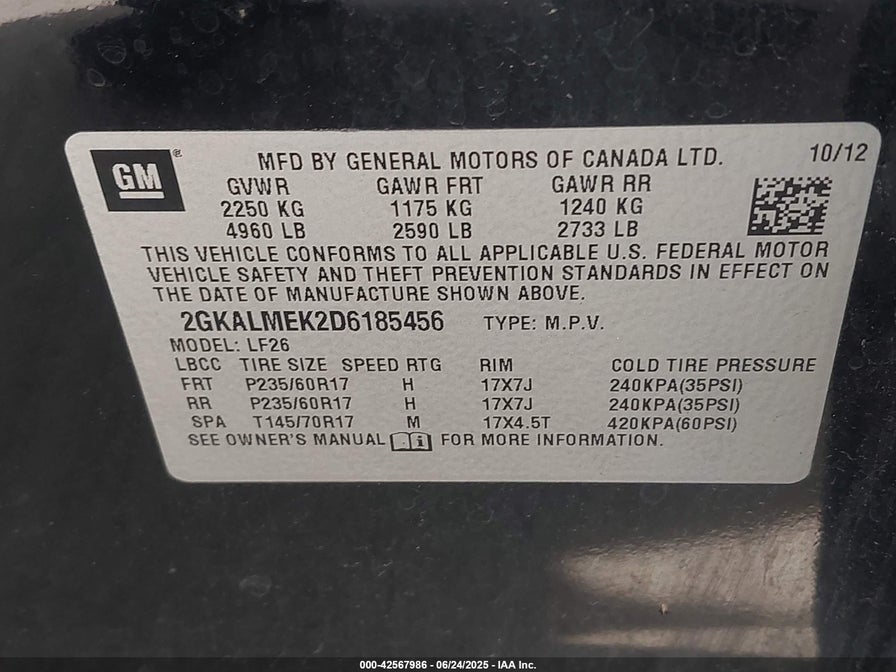 GM®
MFD BY GENERAL MOTORS OF CANADA LTD. 10/12
GVWR GAWR FRT GAWR RR
2250 KG 1175 KG 1240 KG
4960 LB 2590 LB 2733 LB
THIS VEHICLE CONFORMS TO ALL APPLICABLE U.S. FEDERAL MOTOR
VEHICLE SAFETY AND THEFT PREVENTION STANDARDS IN EFFECT ON
THE DATE OF MANUFACTURE SHOWN ABOVE.
2GKALMEK2D6185456 TYPE: M.P.V.
MODEL: LF26
LBCC TIRE SIZE SPEED RTG RIM COLD TIRE PRESSURE
FRT P235/60R17 H 17X7J 240KPA(35PSI)
RR P235/60R17 H 17X7J 240KPA(35PSI)
SPA T145/70R17 M 17X4.5T 420KPA(60PSI)
SEE OWNER'S MANUAL i FOR MORE INFORMATION.
000-42567986 - 06/24/2025 - IAA Inc.